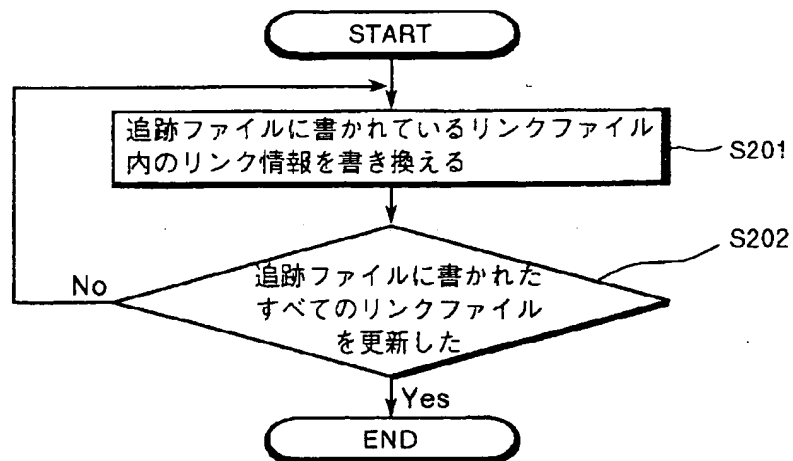 START
追跡ファイルに書かれているリンクファイル
内のリンク情報を書き換える
S201
S202
追跡ファイルに書かれた
すべてのリンクファイル
を更新した
No
Yes
END